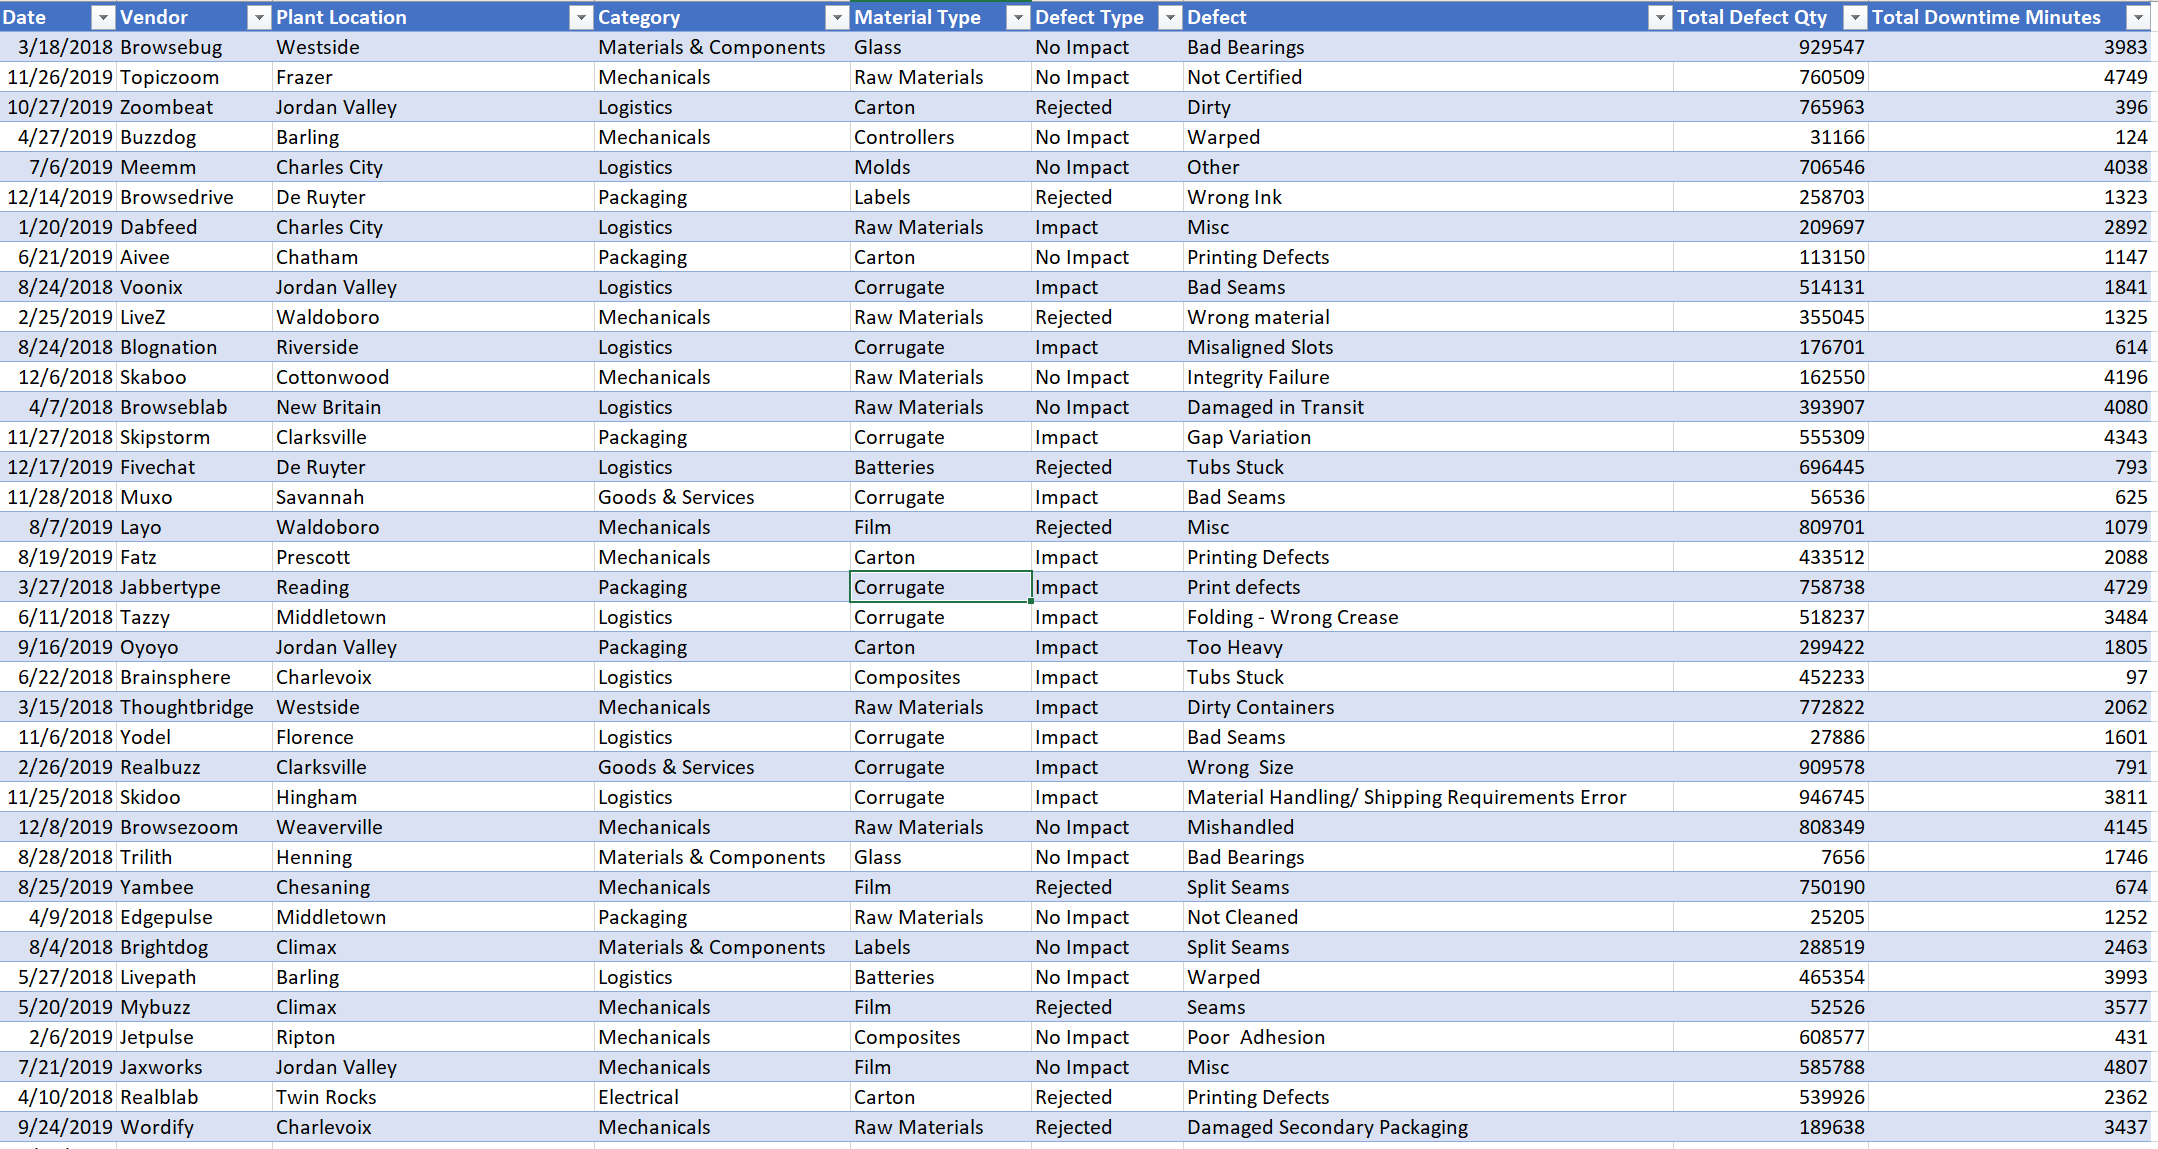 Date Vendor Plant Location Category Material Type Defect Type Defect Total Defect Qty Total Downtime Minutes
3/18/2018 Browsebug Westside Materials & Components Glass No Impact Bad Bearings 929547 3983
11/26/2019 Topiczoom Frazer Mechanicals Raw Materials No Impact Not Certified 760509 4749
10/27/2019 Zoombeat Jordan Valley Logistics Carton Rejected Dirty 765963 396
4/27/2019 Buzzdog Barling Mechanicals Controllers No Impact Warped 31166 124
7/6/2019 Meemm Charles City Logistics Molds No Impact Other 706546 4038
12/14/2019 Browsedrive De Ruyter Packaging Labels Rejected Wrong Ink 258703 1323
1/20/2019 Dabfeed Charles City Logistics Raw Materials Impact Misc 209697 2892
6/21/2019 Aivee Chatham Packaging Carton No Impact Printing Defects 113150 1147
8/24/2018 Voonix Jordan Valley Logistics Corrugate Impact Bad Seams 514131 1841
2/25/2019 LiveZ Waldoboro Mechanicals Raw Materials Rejected Wrong material 355045 1325
8/24/2018 Blognation Riverside Logistics Corrugate Impact Misaligned Slots 176701 614
12/6/2018 Skaboo Cottonwood Mechanicals Raw Materials No Impact Integrity Failure 162550 4196
4/7/2018 Browseblab New Britain Logistics Raw Materials No Impact Damaged in Transit 393907 4080
11/27/2018 Skipstorm Clarksville Packaging Corrugate Impact Gap Variation 555309 4343
12/17/2019 Fivechat De Ruyter Logistics Batteries Rejected Tubs Stuck 696445 793
11/28/2018 Muxo Savannah Goods & Services Corrugate Impact Bad Seams 56536 625
8/7/2019 Layo Waldoboro Mechanicals Film Rejected Misc 809701 1079
8/19/2019 Fatz Prescott Mechanicals Carton Impact Printing Defects 433512 2088
3/27/2018 Jabbertype Reading Packaging Corrugate Impact Print defects 758738 4729
6/11/2018 Tazzy Middletown Logistics Corrugate Impact Folding - Wrong Crease 518237 3484
9/16/2019 Oyoyo Jordan Valley Packaging Carton Impact Too Heavy 299422 1805
6/22/2018 Brainsphere Charlevoix Logistics Composites Impact Tubs Stuck 452233 97
3/15/2018 Thoughtbridge Westside Mechanicals Raw Materials Impact Dirty Containers 772822 2062
11/6/2018 Yodel Florence Logistics Corrugate Impact Bad Seams 27886 1601
2/26/2019 Realbuzz Clarksville Goods & Services Corrugate Impact Wrong  Size 909578 791
11/25/2018 Skidoo Hingham Logistics Corrugate Impact Material Handling/ Shipping Requirements Error 946745 3811
12/8/2019 Browsezoom Weaverville Mechanicals Raw Materials No Impact Mishandled 808349 4145
8/28/2018 Trilith Henning Materials & Components Glass No Impact Bad Bearings 7656 1746
8/25/2019 Yambee Chesaning Mechanicals Film Rejected Split Seams 750190 674
4/9/2018 Edgepulse Middletown Packaging Raw Materials No Impact Not Cleaned 25205 1252
8/4/2018 Brightdog Climax Materials & Components Labels No Impact Split Seams 288519 2463
5/27/2018 Livepath Barling Logistics Batteries No Impact Warped 465354 3993
5/20/2019 Mybuzz Climax Mechanicals Film Rejected Seams 52526 3577
2/6/2019 Jetpulse Ripton Mechanicals Composites No Impact Poor  Adhesion 608577 431
7/21/2019 Jaxworks Jordan Valley Mechanicals Film No Impact Misc 585788 4807
4/10/2018 Realblab Twin Rocks Electrical Carton Rejected Printing Defects 539926 2362
9/24/2019 Wordify Charlevoix Mechanicals Raw Materials Rejected Damaged Secondary Packaging 189638 3437